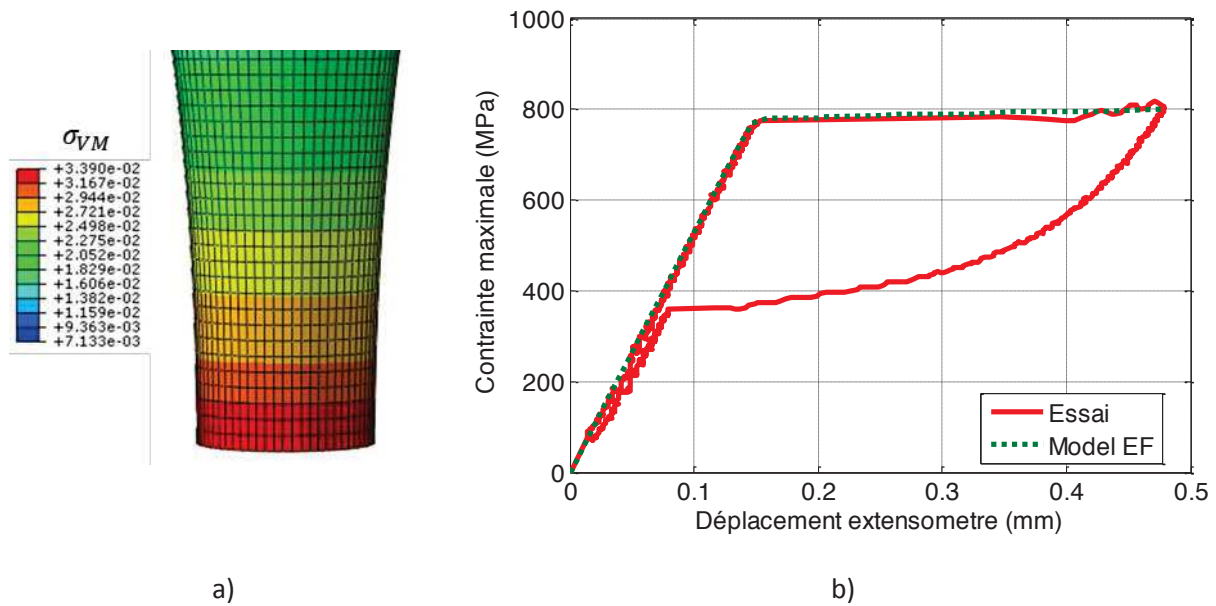 σVM
+3.390e-02
+3.167e-02
+2.944e-02
+2.721e-02
+2.498e-02
+2.275e-02
+2.052e-02
+1.829e-02
+1.606e-02
+1.382e-02
+1.159e-02
+9.363e-03
+7.133e-03
a)
Contrainte maximale (MPa)
1000
800
600
400
200
0
0 0.1 0.2 0.3 0.4 0.5
Déplacement extensometre (mm)
Essai
Model EF
b)